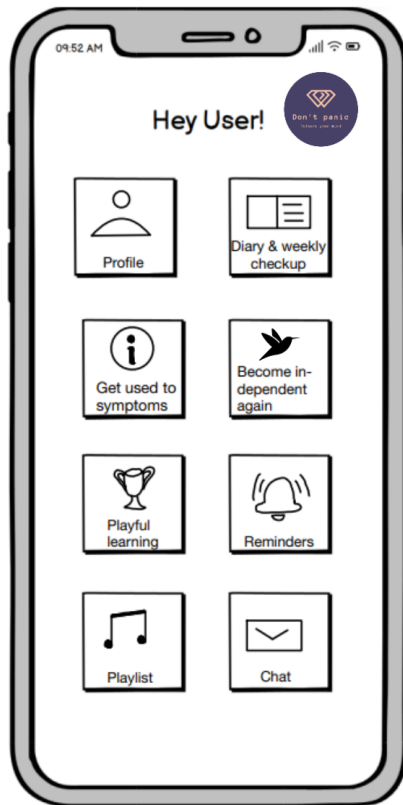 09:52 AM
Hey User!
Don't panic
Profile
Diary & weekly
checkup
Get used to
symptoms
Become in-
dependent
again
Playful
learning
Reminders
Playlist
Chat